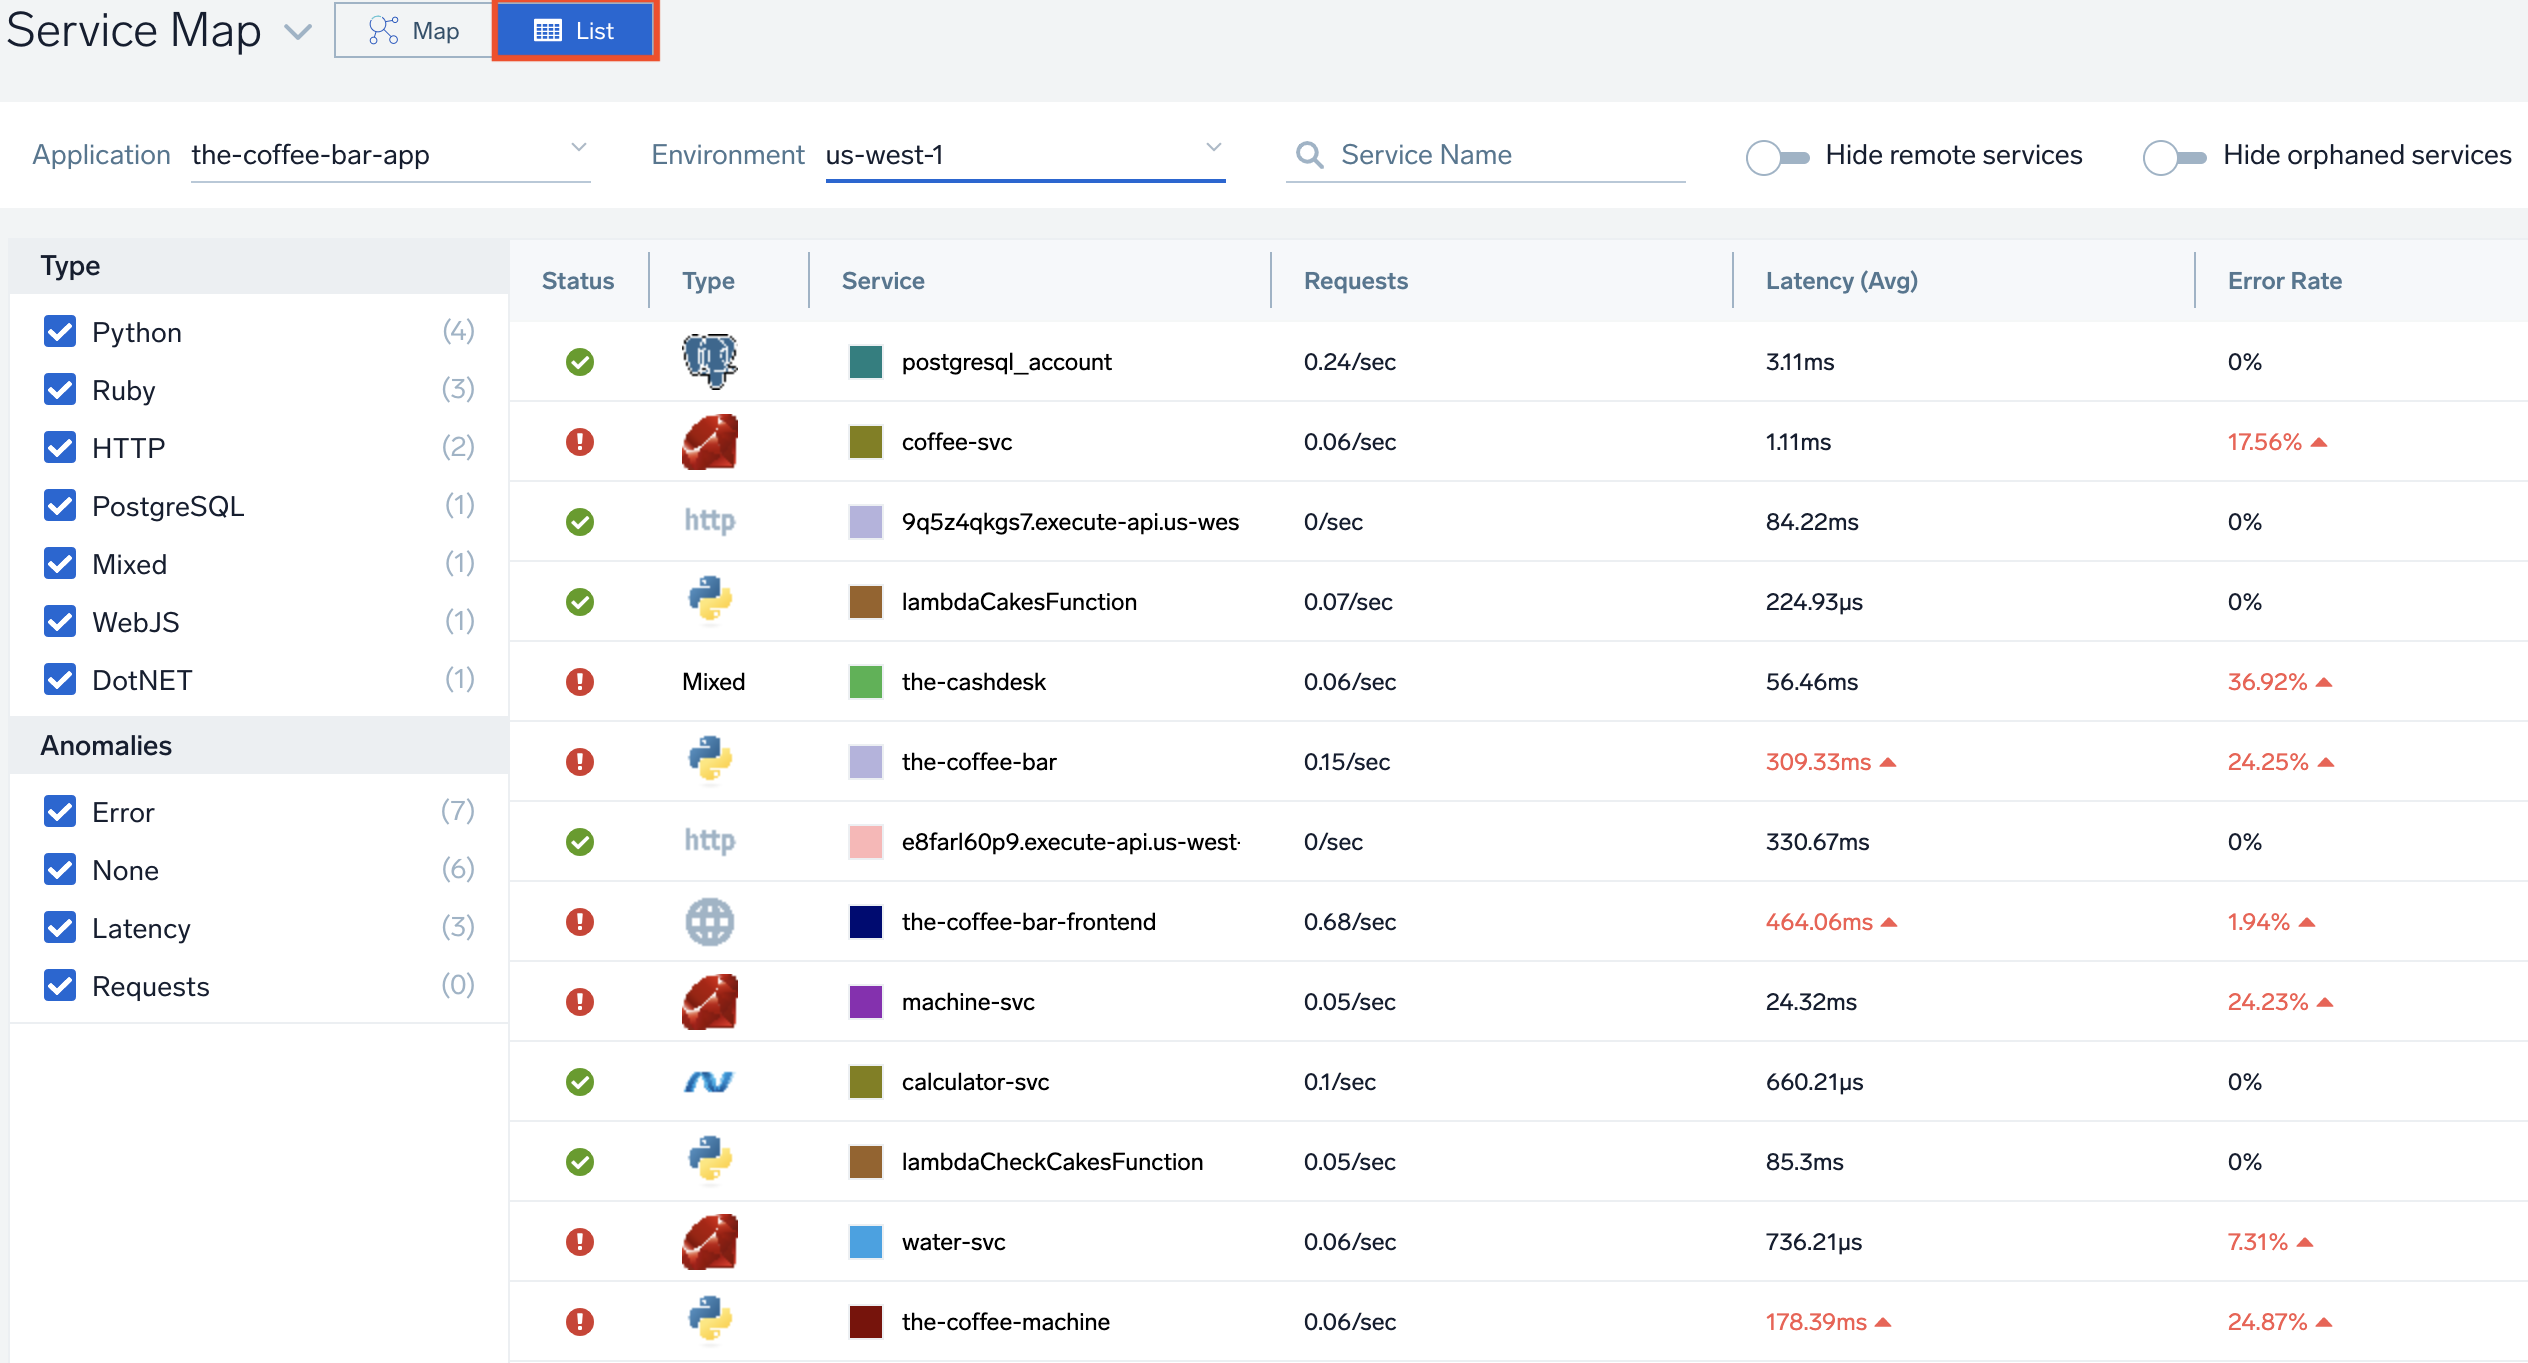 Service Map Map List
Application the-coffee-bar-app Environment us-west-1 Service Name Hide remote services Hide orphaned services
Type
Python (4)
Ruby (3)
HTTP (2)
PostgreSQL (1)
Mixed (1)
WebJS (1)
DotNET (1)
Anomalies
Error (7)
None (6)
Latency (3)
Requests (0)
Status Type Service Requests Latency (Avg) Error Rate
postgresql_account 0.24/sec 3.11ms 0%
coffee-svc 0.06/sec 1.11ms 17.56%
http 9q5z4qkgs7.execute-api.us-wes 0/sec 84.22ms 0%
lambdaCakesFunction 0.07/sec 224.93µs 0%
Mixed the-cashdesk 0.06/sec 56.46ms 36.92%
the-coffee-bar 0.15/sec 309.33ms 24.25%
http e8farl60p9.execute-api.us-west- 0/sec 330.67ms 0%
the-coffee-bar-frontend 0.68/sec 464.06ms 1.94%
machine-svc 0.05/sec 24.32ms 24.23%
calculator-svc 0.1/sec 660.21µs 0%
lambdaCheckCakesFunction 0.05/sec 85.3ms 0%
water-svc 0.06/sec 736.21µs 7.31%
the-coffee-machine 0.06/sec 178.39ms 24.87%